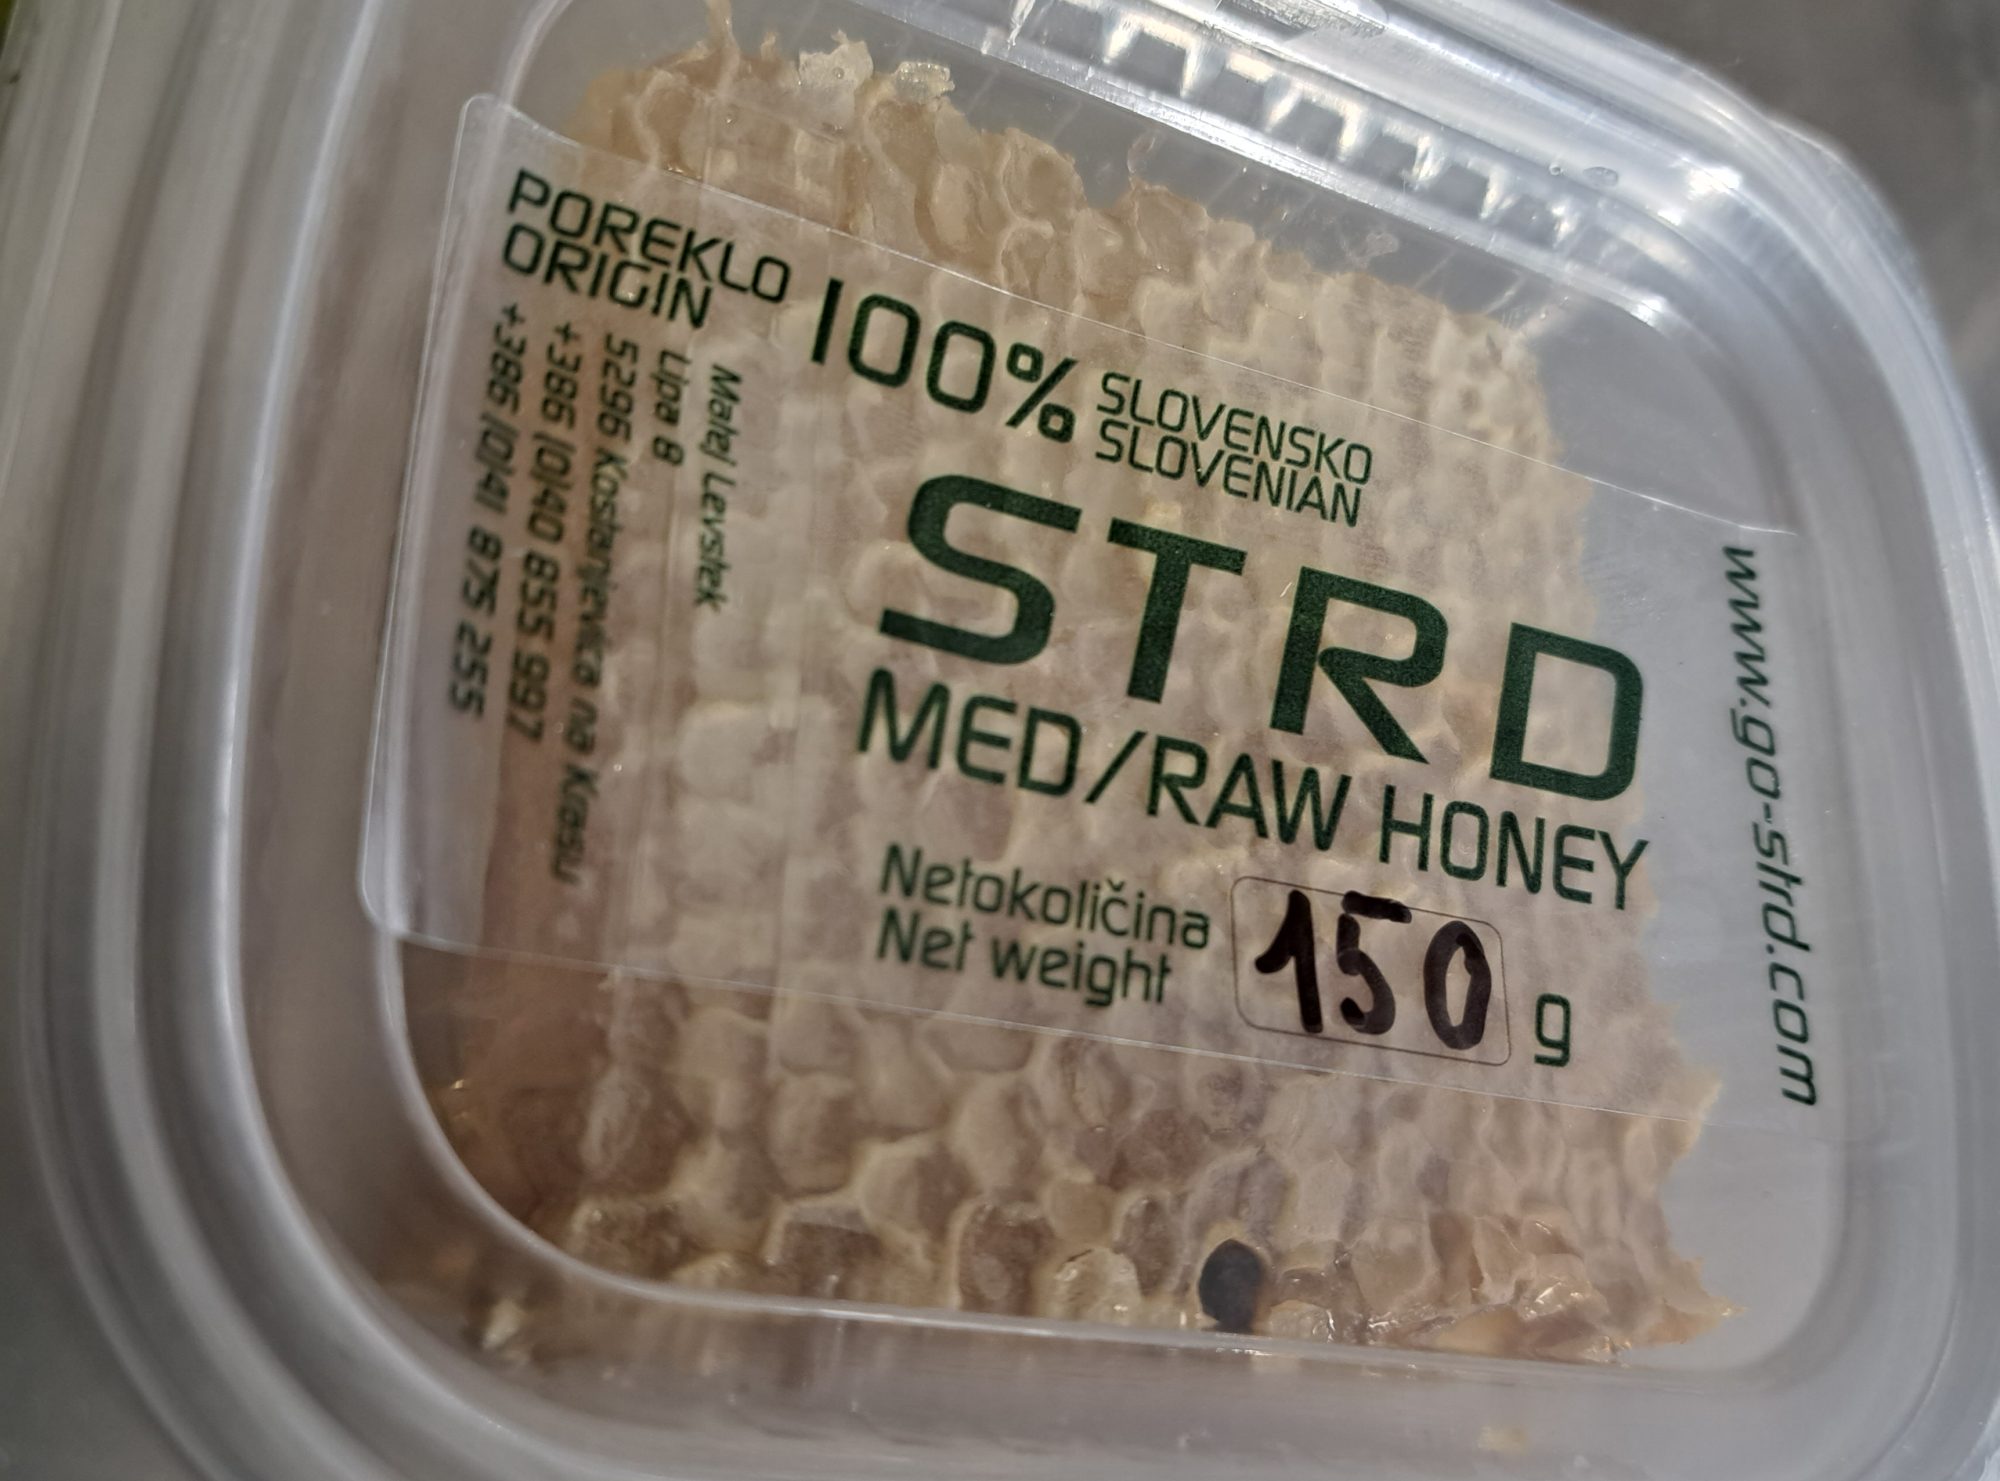 POREKLO
ORIGIN
100% SLOVENSKO
SLOVENIAN
STRD
MED/RAW HONEY
Netokoličina
Net weight
150 g
Matej Levstek
Lipa 8
5296 Kostanjevica na Krasu
+386 (0)40 855 997
+386 (0)41 875 255
www.go-strd.com